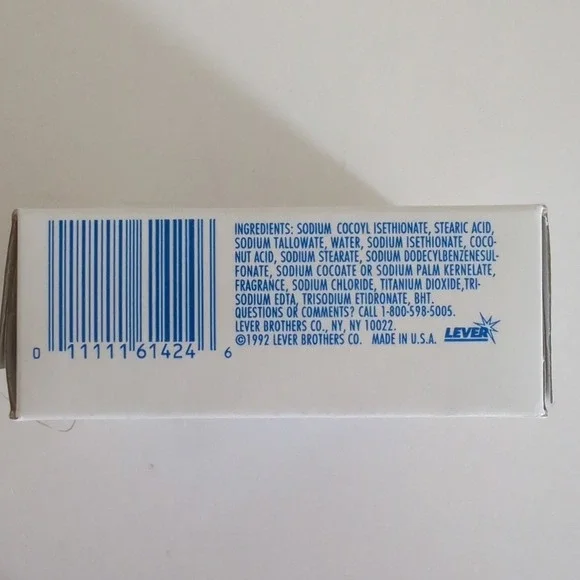 INGREDIENTS: SODIUM COCOYL ISETHIONATE, STEARIC ACID,
SODIUM TALLOWATE, WATER, SODIUM ISETHIONATE, COCO-
NUT ACID, SODIUM STEARATE, SODIUM DODECYLBENZENESUL-
FONATE, SODIUM COCOATE OR SODIUM PALM KERNELATE,
FRAGRANCE, SODIUM CHLORIDE, TITANIUM DIOXIDE,TRI-
SODIUM EDTA, TRISODIUM ETIDRONATE, BHT.
QUESTIONS OR COMMENTS? CALL 1-800-598-5005.
LEVER BROTHERS CO., NY, NY 10022.
©1992 LEVER BROTHERS CO. MADE IN U.S.A.
LEVER
0 11111 61424 6